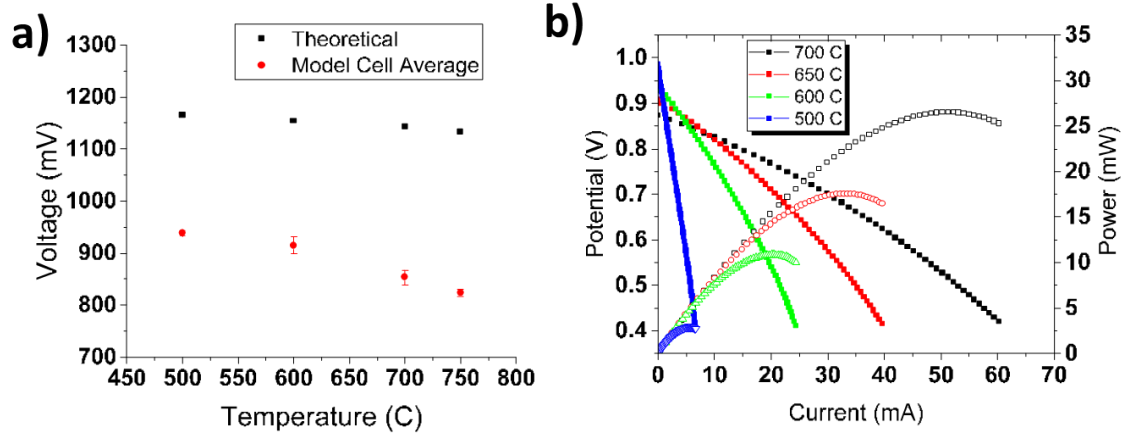 a)
Voltage (mV)
1300
1200
1100
1000
900
800
700
Theoretical
Model Cell Average
450 500 550 600 650 700 750 800
Temperature (C)
b)
Potential (V)
1.0
0.9
0.8
0.7
0.6
0.5
0.4
700 C
650 C
600 C
500 C
35
30
25
20
15
10
5
0
Power (mW)
0 10 20 30 40 50 60 70
Current (mA)